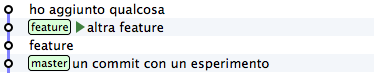 ho aggiunto qualcosa
feature altra feature
feature
master un commit con un esperimento